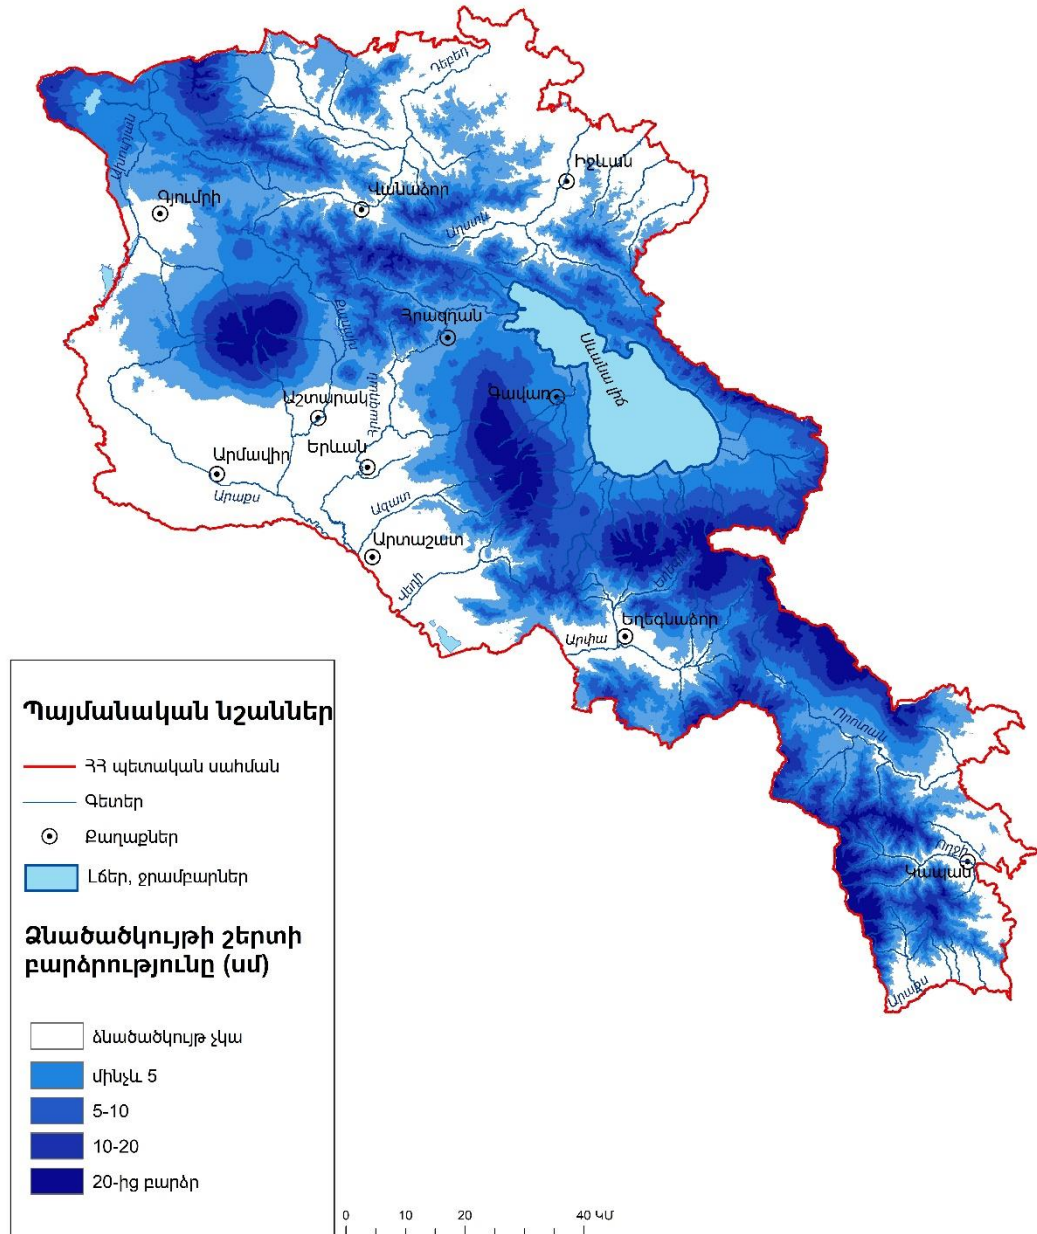 Դեբեդ
Ախուրյան
Իջևան
Գյումրի
Վանաձոր
Աղստև
Քասախ
Հրազդան
Սևանա լիճ
Հրազդան
Գավառ
Աշտարակ
Երևան
Արմավիր
Արաքս
Ազատ
Արտաշատ
Վեդի
Եղեգիս
Եղեգնաձոր
Արփա
Որոտան
Ողջի
Կապան
Արաքս
Պայմանական նշաններ
ՀՀ պետական սահման
Գետեր
Քաղաքներ
Լճեր, ջրամբարներ
Ձնածածկույթի շերտի
բարձրությունը (սմ)
ձնածածկույթ չկա
մինչև 5
5-10
10-20
20-ից բարձր
0 10 20 40 ԿՄ